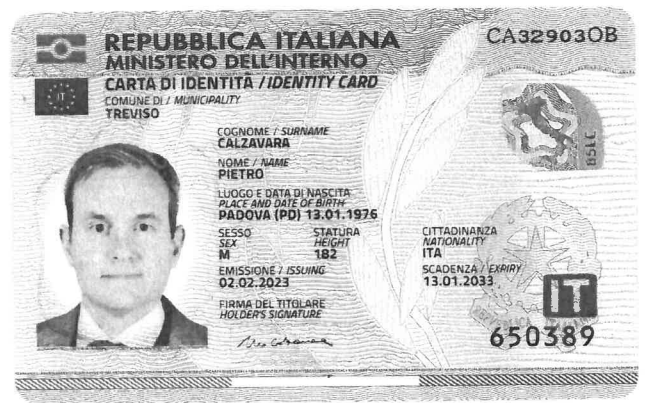 REPUBBLICA ITALIANA
CA32903OB
MINISTERO DELL'INTERNO
CARTA DI IDENTITÀ / IDENTITY CARD
IT
COMUNE DI / MUNICIPALITY
TREVISO
COGNOME / SURNAME
CALZAVARA
NOME / NAME
PIETRO
LUOGO E DATA DI NASCITA
PLACE AND DATE OF BIRTH
PADOVA (PD) 13.01.1976
SESSO STATURA CITTADINANZA
SEX HEIGHT NATIONALITY
M 182 ITA
EMISSIONE / ISSUING SCADENZA / EXPIRY
02.02.2023 13.01.2033
IT
FIRMA DEL TITOLARE
HOLDER'S SIGNATURE
650389